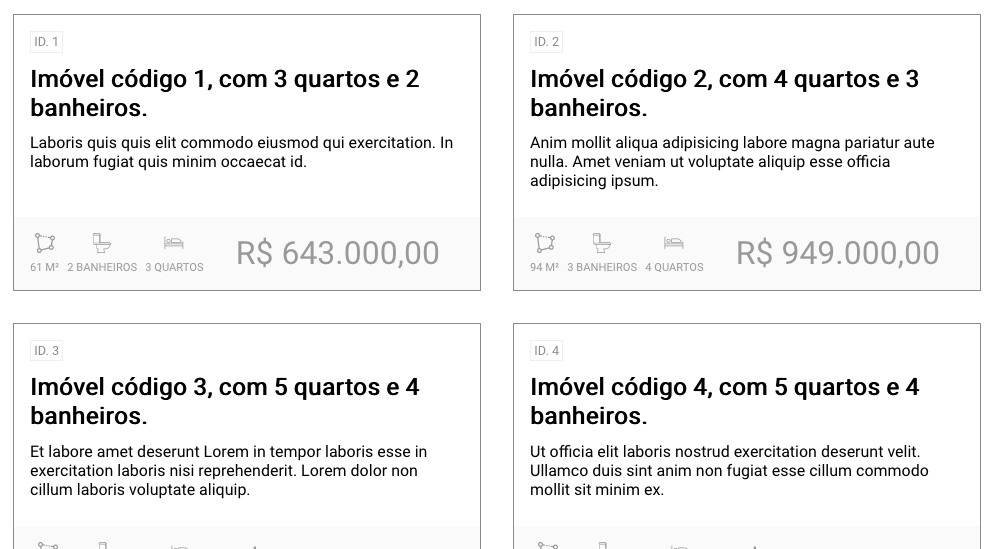 ID. 1
Imóvel código 1, com 3 quartos e 2
banheiros.
Laboris quis quis elit commodo eiusmod qui exercitation. In
laborum fugiat quis minim occaecat id.
61 M² 2 BANHEIROS 3 QUARTOS
R$ 643.000,00
ID. 2
Imóvel código 2, com 4 quartos e 3
banheiros.
Anim mollit aliqua adipisicing labore magna pariatur aute
nulla. Amet veniam ut voluptate aliquip esse officia
adipisicing ipsum.
94 M² 3 BANHEIROS 4 QUARTOS
R$ 949.000,00
ID. 3
Imóvel código 3, com 5 quartos e 4
banheiros.
Et labore amet deserunt Lorem in tempor laboris esse in
exercitation laboris nisi reprehenderit. Lorem dolor non
cillum laboris voluptate aliquip.
ID. 4
Imóvel código 4, com 5 quartos e 4
banheiros.
Ut officia elit laboris nostrud exercitation deserunt velit.
Ullamco duis sint anim non fugiat esse cillum commodo
mollit sit minim ex.